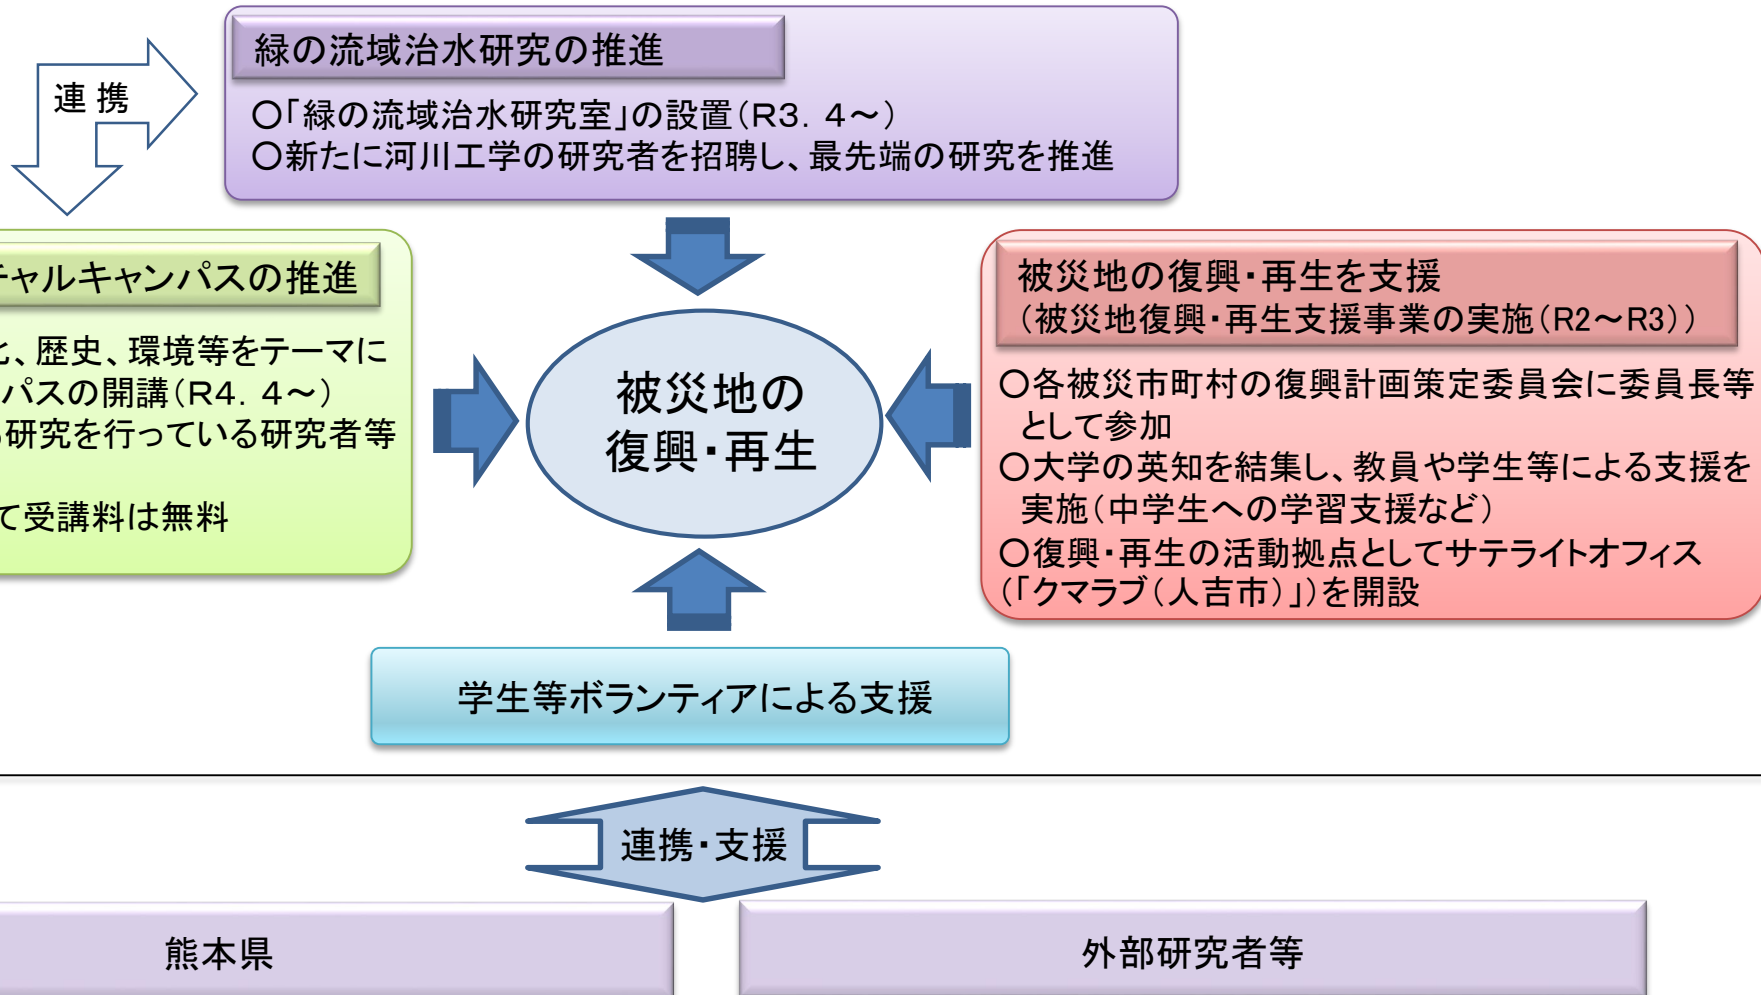 緑の流域治水研究の推進
連 携
○「緑の流域治水研究室」の設置(R3. 4～)
○新たに河川工学の研究者を招聘し、最先端の研究を推進
チャルキャンパスの推進
、歴史、環境等をテーマに
パスの開講(R4. 4～)
研究を行っている研究者等
て受講料は無料
被災地の
復興・再生
被災地の復興・再生を支援
(被災地復興・再生支援事業の実施(R2～R3))
○各被災市町村の復興計画策定委員会に委員長等
として参加
○大学の英知を結集し、教員や学生等による支援を
実施(中学生への学習支援など)
○復興・再生の活動拠点としてサテライトオフィス
(「クマラブ(人吉市)」)を開設
学生等ボランティアによる支援
連携・支援
熊本県
外部研究者等